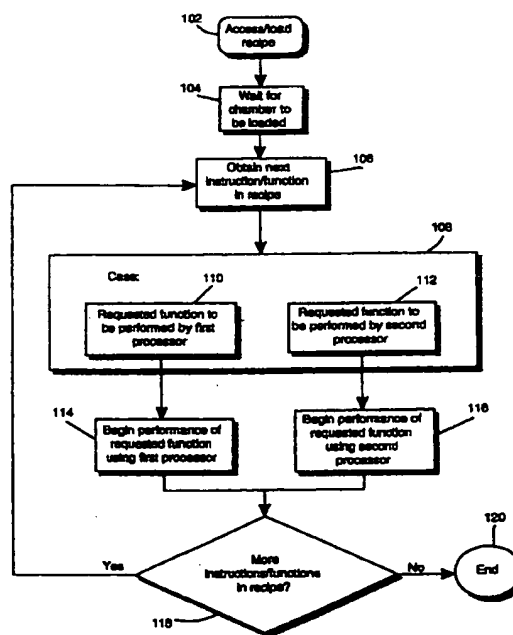 102
Access/load
recipe
104
Wait for
chamber to
be loaded
Obtain next
instruction/function
in recipe
106
108
Case:
110
112
Requested function to
be performed by first
processor
Requested function to
be performed by second
processor
114
Begin performance of
requested function
using first processor
Begin performance of
requested function
using second
processor
116
More
instructions/functions
in recipe?
Yes
No
118
120
End